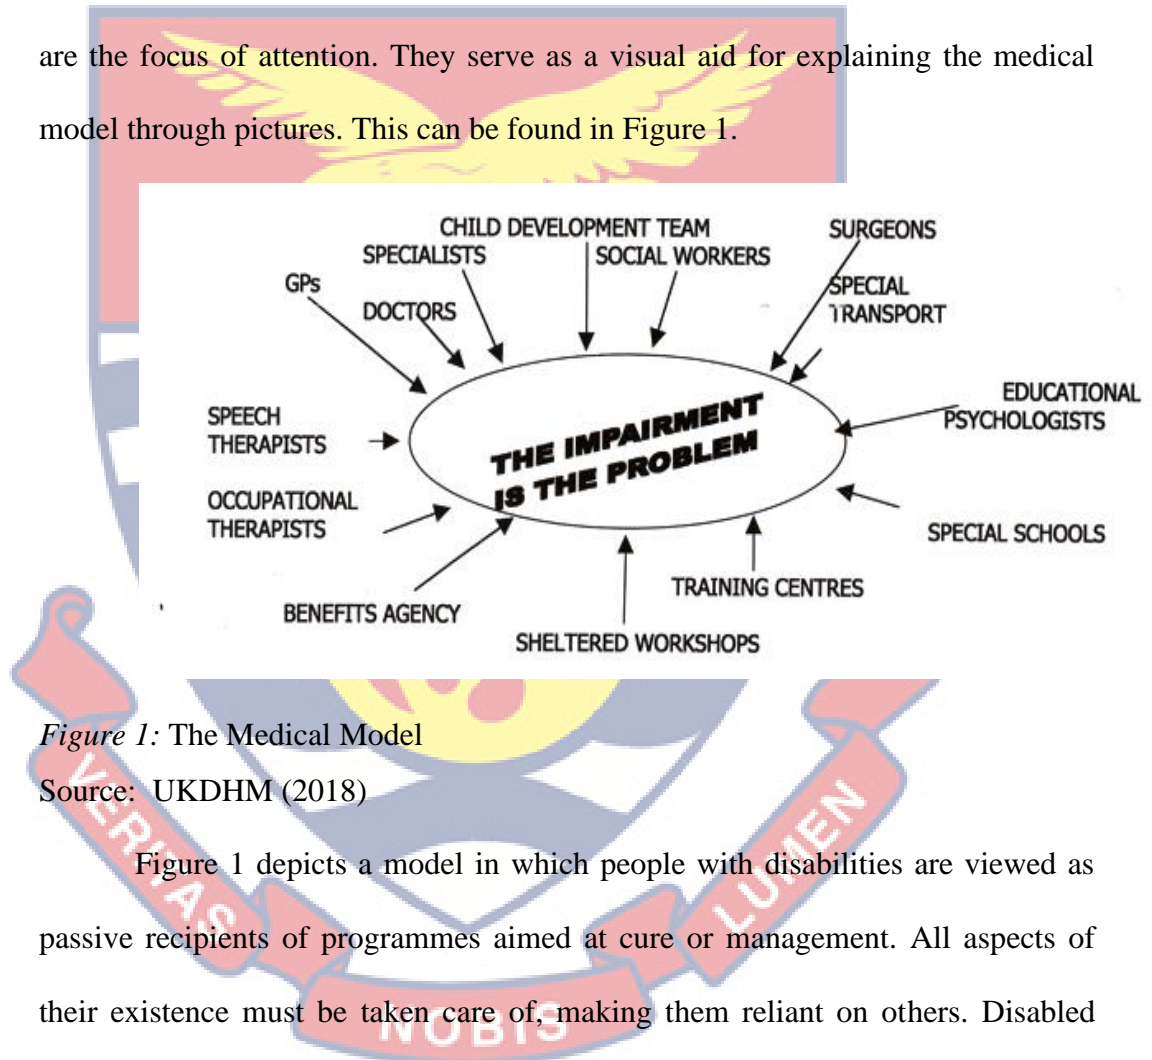 are the focus of attention. They serve as a visual aid for explaining the medical
model through pictures. This can be found in Figure 1.
CHILD DEVELOPMENT TEAM
SURGEONS
SPECIALISTS
SOCIAL WORKERS
GPs
SPECIAL
TRANSPORT
DOCTORS
EDUCATIONAL
PSYCHOLOGISTS
SPEECH
THERAPISTS
THE IMPAIRMENT
IS THE PROBLEM
OCCUPATIONAL
THERAPISTS
SPECIAL SCHOOLS
TRAINING CENTRES
BENEFITS AGENCY
SHELTERED WORKSHOPS
Figure 1: The Medical Model
Source: UKDHM (2018)
Figure 1 depicts a model in which people with disabilities are viewed as
passive recipients of programmes aimed at cure or management. All aspects of
their existence must be taken care of, making them reliant on others. Disabled
VERITAS
NOBIS
LUMEN